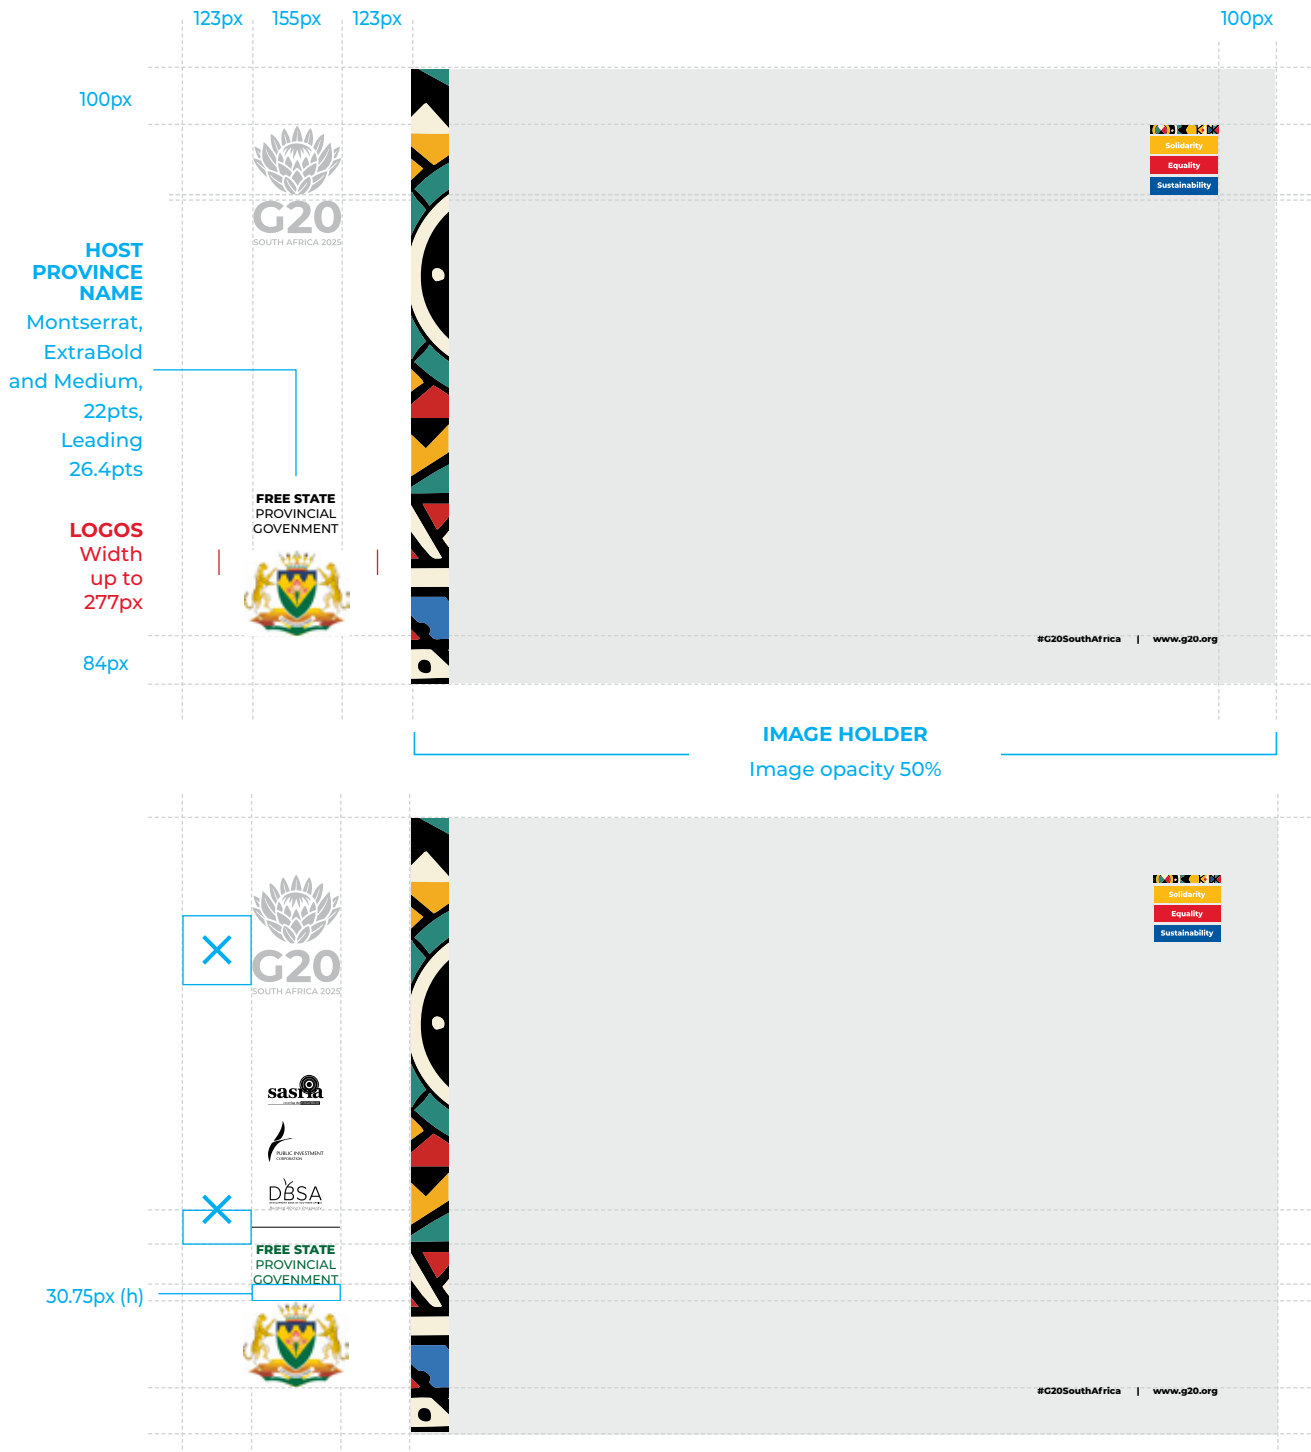 123px 155px 123px 100px
100px
Solidarity
Equality
Sustainability
G20
SOUTH AFRICA 2025
HOST
PROVINCE
NAME
Montserrat,
ExtraBold
and Medium,
22pts,
Leading
26.4pts
FREE STATE
PROVINCIAL
GOVENMENT
LOGOS
Width
up to
277px
84px
#G20SouthAfrica | www.g20.org
IMAGE HOLDER
Image opacity 50%
Solidarity
Equality
Sustainability
G20
SOUTH AFRICA 2025
sasria
PUBLIC INVESTMENT
CORPORATION
DBSA
FREE STATE
PROVINCIAL
GOVENMENT
30.75px (h)
#G20SouthAfrica | www.g20.org